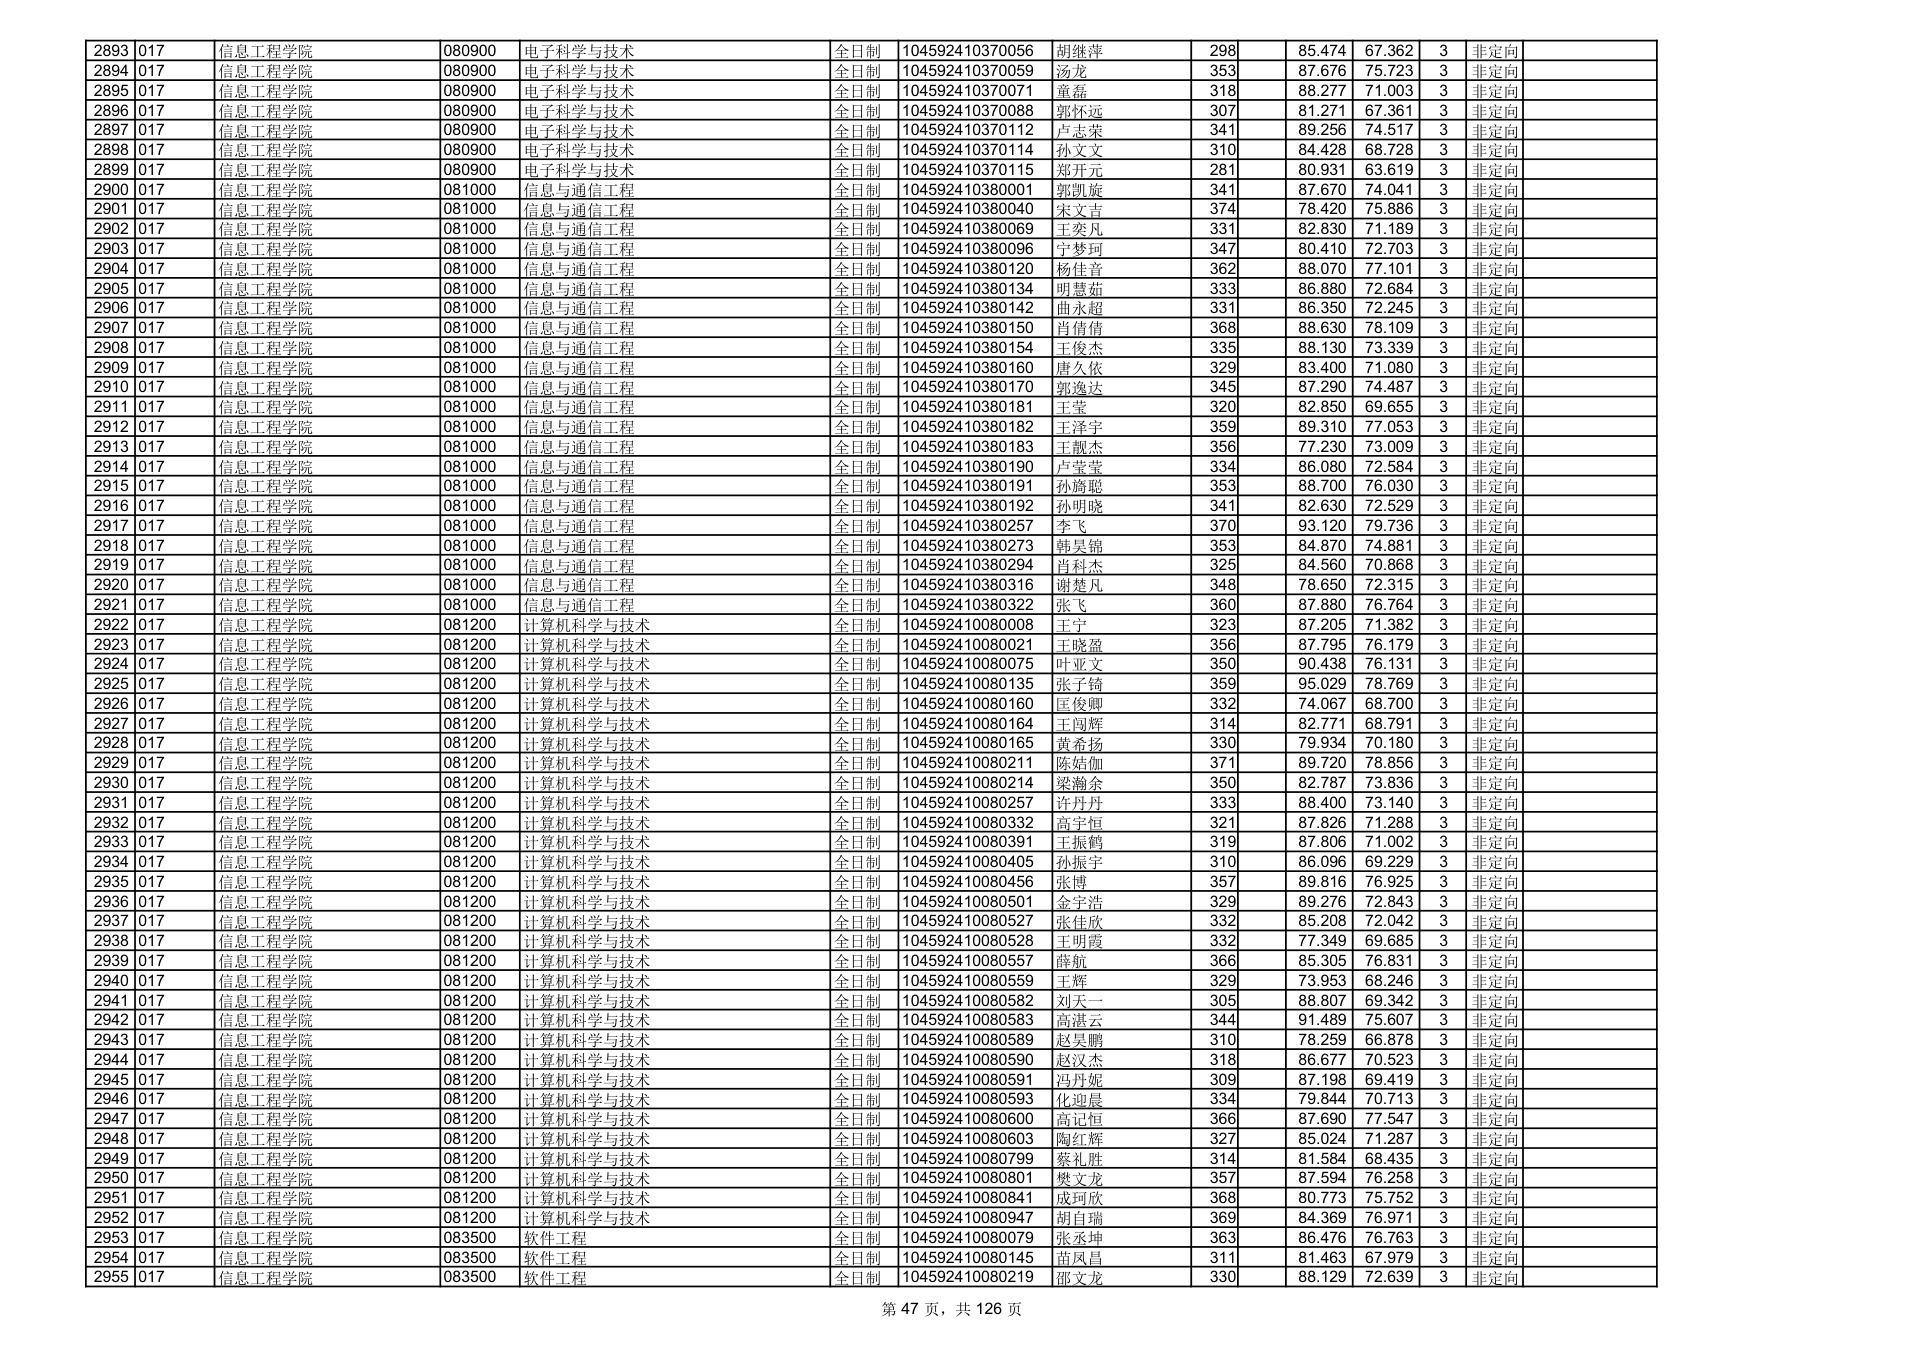 2893 017 信息工程学院 080900 电子科学与技术 全日制 104592410370056 胡继萍 298 85.474 67.362 3 非定向
2894 017 信息工程学院 080900 电子科学与技术 全日制 104592410370059 汤龙 353 87.676 75.723 3 非定向
2895 017 信息工程学院 080900 电子科学与技术 全日制 104592410370071 童磊 318 88.277 71.003 3 非定向
2896 017 信息工程学院 080900 电子科学与技术 全日制 104592410370088 郭怀远 307 81.271 67.361 3 非定向
2897 017 信息工程学院 080900 电子科学与技术 全日制 104592410370112 卢志荣 341 89.256 74.517 3 非定向
2898 017 信息工程学院 080900 电子科学与技术 全日制 104592410370114 孙文文 310 84.428 68.728 3 非定向
2899 017 信息工程学院 080900 电子科学与技术 全日制 104592410370115 郑开元 281 80.931 63.619 3 非定向
2900 017 信息工程学院 081000 信息与通信工程 全日制 104592410380001 郭凯旋 341 87.670 74.041 3 非定向
2901 017 信息工程学院 081000 信息与通信工程 全日制 104592410380040 宋文吉 374 78.420 75.886 3 非定向
2902 017 信息工程学院 081000 信息与通信工程 全日制 104592410380069 王奕凡 331 82.830 71.189 3 非定向
2903 017 信息工程学院 081000 信息与通信工程 全日制 104592410380096 宁梦珂 347 80.410 72.703 3 非定向
2904 017 信息工程学院 081000 信息与通信工程 全日制 104592410380120 杨佳音 362 88.070 77.101 3 非定向
2905 017 信息工程学院 081000 信息与通信工程 全日制 104592410380134 明慧茹 333 86.880 72.684 3 非定向
2906 017 信息工程学院 081000 信息与通信工程 全日制 104592410380142 曲永超 331 86.350 72.245 3 非定向
2907 017 信息工程学院 081000 信息与通信工程 全日制 104592410380150 肖倩倩 368 88.630 78.109 3 非定向
2908 017 信息工程学院 081000 信息与通信工程 全日制 104592410380154 王俊杰 335 88.130 73.339 3 非定向
2909 017 信息工程学院 081000 信息与通信工程 全日制 104592410380160 唐久依 329 83.400 71.080 3 非定向
2910 017 信息工程学院 081000 信息与通信工程 全日制 104592410380170 郭逸达 345 87.290 74.487 3 非定向
2911 017 信息工程学院 081000 信息与通信工程 全日制 104592410380181 王莹 320 82.850 69.655 3 非定向
2912 017 信息工程学院 081000 信息与通信工程 全日制 104592410380182 王泽宇 359 89.310 77.053 3 非定向
2913 017 信息工程学院 081000 信息与通信工程 全日制 104592410380183 王靓杰 356 77.230 73.009 3 非定向
2914 017 信息工程学院 081000 信息与通信工程 全日制 104592410380190 卢莹莹 334 86.080 72.584 3 非定向
2915 017 信息工程学院 081000 信息与通信工程 全日制 104592410380191 孙旖聪 353 88.700 76.030 3 非定向
2916 017 信息工程学院 081000 信息与通信工程 全日制 104592410380192 孙明晓 341 82.630 72.529 3 非定向
2917 017 信息工程学院 081000 信息与通信工程 全日制 104592410380257 李飞 370 93.120 79.736 3 非定向
2918 017 信息工程学院 081000 信息与通信工程 全日制 104592410380273 韩昊锦 353 84.870 74.881 3 非定向
2919 017 信息工程学院 081000 信息与通信工程 全日制 104592410380294 肖科杰 325 84.560 70.868 3 非定向
2920 017 信息工程学院 081000 信息与通信工程 全日制 104592410380316 谢楚凡 348 78.650 72.315 3 非定向
2921 017 信息工程学院 081000 信息与通信工程 全日制 104592410380322 张飞 360 87.880 76.764 3 非定向
2922 017 信息工程学院 081200 计算机科学与技术 全日制 104592410080008 王宁 323 87.205 71.382 3 非定向
2923 017 信息工程学院 081200 计算机科学与技术 全日制 104592410080021 王晓盈 356 87.795 76.179 3 非定向
2924 017 信息工程学院 081200 计算机科学与技术 全日制 104592410080075 叶亚文 350 90.438 76.131 3 非定向
2925 017 信息工程学院 081200 计算机科学与技术 全日制 104592410080135 张子锜 359 95.029 78.769 3 非定向
2926 017 信息工程学院 081200 计算机科学与技术 全日制 104592410080160 匡俊卿 332 74.067 68.700 3 非定向
2927 017 信息工程学院 081200 计算机科学与技术 全日制 104592410080164 王闯辉 314 82.771 68.791 3 非定向
2928 017 信息工程学院 081200 计算机科学与技术 全日制 104592410080165 黄希扬 330 79.934 70.180 3 非定向
2929 017 信息工程学院 081200 计算机科学与技术 全日制 104592410080211 陈姞伽 371 89.720 78.856 3 非定向
2930 017 信息工程学院 081200 计算机科学与技术 全日制 104592410080214 梁瀚余 350 82.787 73.836 3 非定向
2931 017 信息工程学院 081200 计算机科学与技术 全日制 104592410080257 许丹丹 333 88.400 73.140 3 非定向
2932 017 信息工程学院 081200 计算机科学与技术 全日制 104592410080332 高宇恒 321 87.826 71.288 3 非定向
2933 017 信息工程学院 081200 计算机科学与技术 全日制 104592410080391 王振鹤 319 87.806 71.002 3 非定向
2934 017 信息工程学院 081200 计算机科学与技术 全日制 104592410080405 孙振宇 310 86.096 69.229 3 非定向
2935 017 信息工程学院 081200 计算机科学与技术 全日制 104592410080456 张博 357 89.816 76.925 3 非定向
2936 017 信息工程学院 081200 计算机科学与技术 全日制 104592410080501 金宇浩 329 89.276 72.843 3 非定向
2937 017 信息工程学院 081200 计算机科学与技术 全日制 104592410080527 张佳欣 332 85.208 72.042 3 非定向
2938 017 信息工程学院 081200 计算机科学与技术 全日制 104592410080528 王明霞 332 77.349 69.685 3 非定向
2939 017 信息工程学院 081200 计算机科学与技术 全日制 104592410080557 薛航 366 85.305 76.831 3 非定向
2940 017 信息工程学院 081200 计算机科学与技术 全日制 104592410080559 王辉 329 73.953 68.246 3 非定向
2941 017 信息工程学院 081200 计算机科学与技术 全日制 104592410080582 刘天一 305 88.807 69.342 3 非定向
2942 017 信息工程学院 081200 计算机科学与技术 全日制 104592410080583 高湛云 344 91.489 75.607 3 非定向
2943 017 信息工程学院 081200 计算机科学与技术 全日制 104592410080589 赵昊鹏 310 78.259 66.878 3 非定向
2944 017 信息工程学院 081200 计算机科学与技术 全日制 104592410080590 赵汉杰 318 86.677 70.523 3 非定向
2945 017 信息工程学院 081200 计算机科学与技术 全日制 104592410080591 冯丹妮 309 87.198 69.419 3 非定向
2946 017 信息工程学院 081200 计算机科学与技术 全日制 104592410080593 化迎晨 334 79.844 70.713 3 非定向
2947 017 信息工程学院 081200 计算机科学与技术 全日制 104592410080600 高记恒 366 87.690 77.547 3 非定向
2948 017 信息工程学院 081200 计算机科学与技术 全日制 104592410080603 陶红辉 327 85.024 71.287 3 非定向
2949 017 信息工程学院 081200 计算机科学与技术 全日制 104592410080799 蔡礼胜 314 81.584 68.435 3 非定向
2950 017 信息工程学院 081200 计算机科学与技术 全日制 104592410080801 樊文龙 357 87.594 76.258 3 非定向
2951 017 信息工程学院 081200 计算机科学与技术 全日制 104592410080841 成珂欣 368 80.773 75.752 3 非定向
2952 017 信息工程学院 081200 计算机科学与技术 全日制 104592410080947 胡自瑞 369 84.369 76.971 3 非定向
2953 017 信息工程学院 083500 软件工程 全日制 104592410080079 张丞坤 363 86.476 76.763 3 非定向
2954 017 信息工程学院 083500 软件工程 全日制 104592410080145 苗凤昌 311 81.463 67.979 3 非定向
2955 017 信息工程学院 083500 软件工程 全日制 104592410080219 邵文龙 330 88.129 72.639 3 非定向
第 47 页，共 126 页